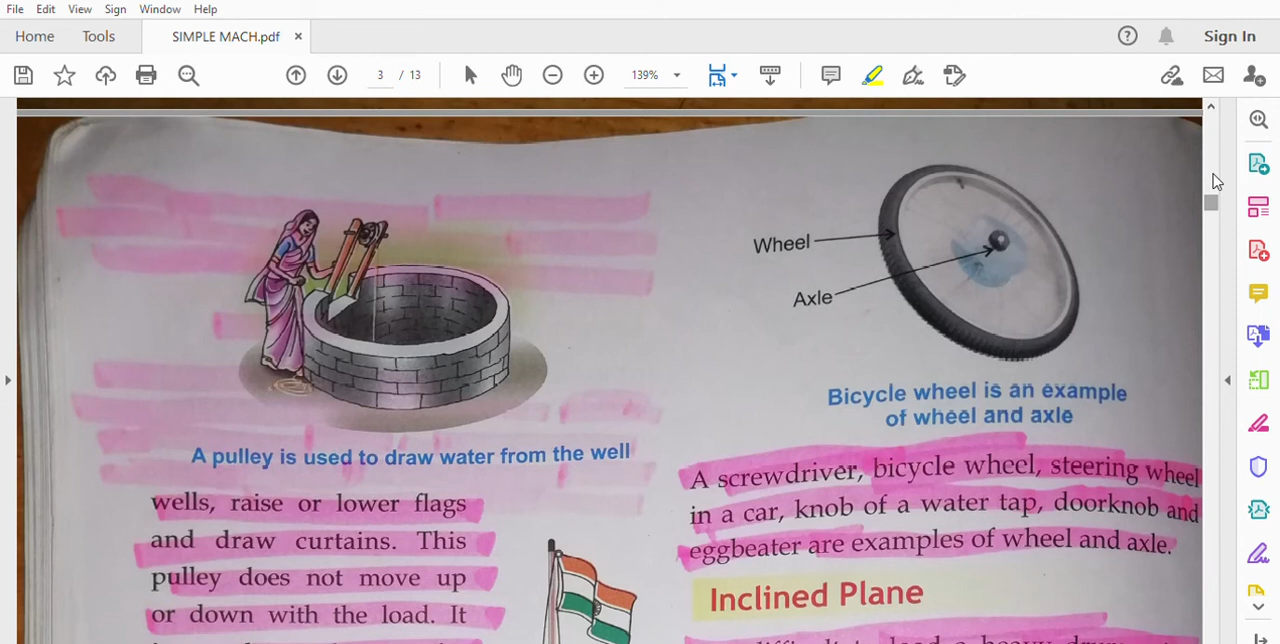 File Edit View Sign Window Help
Home Tools SIMPLE MACH.pdf × ? Sign In
3 / 13 139%
A pulley is used to draw water from the well
wells, raise or lower flags
and draw curtains. This
pulley does not move up
or down with the load. It
Wheel
Axle
Bicycle wheel is an example
of wheel and axle
A screwdriver, bicycle wheel, steering wheel
in a car, knob of a water tap, doorknob and
eggbeater are examples of wheel and axle.
Inclined Plane